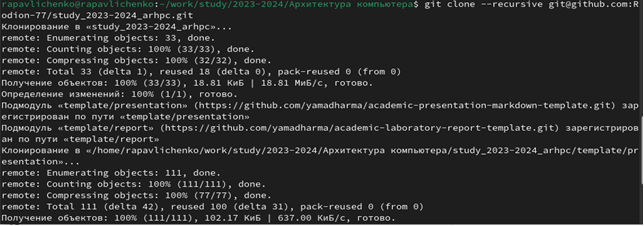 rapavlichenko@rapavlichenko:~/work/study/2023-2024/Архитектура компьютера$ git clone --recursive git@github.com:R
odion-77/study_2023-2024_arhpc.git
Клонирование в «study_2023-2024_arhpc»...
remote: Enumerating objects: 33, done.
remote: Counting objects: 100% (33/33), done.
remote: Compressing objects: 100% (32/32), done.
remote: Total 33 (delta 1), reused 18 (delta 0), pack-reused 0 (from 0)
Получение объектов: 100% (33/33), 18.81 КиБ | 18.81 МиБ/с, готово.
Определение изменений: 100% (1/1), готово.
Подмодуль «template/presentation» (https://github.com/yamadharma/academic-presentation-markdown-template.git) зар
егистрирован по пути «template/presentation»
Подмодуль «template/report» (https://github.com/yamadharma/academic-laboratory-report-template.git) зарегистриров
ан по пути «template/report»
Клонирование в «/home/rapavlichenko/work/study/2023-2024/Архитектура компьютера/study_2023-2024_arhpc/template/pr
esentation»...
remote: Enumerating objects: 111, done.
remote: Counting objects: 100% (111/111), done.
remote: Compressing objects: 100% (77/77), done.
remote: Total 111 (delta 42), reused 100 (delta 31), pack-reused 0 (from 0)
Получение объектов: 100% (111/111), 102.17 КиБ | 637.00 КиБ/с, готово.